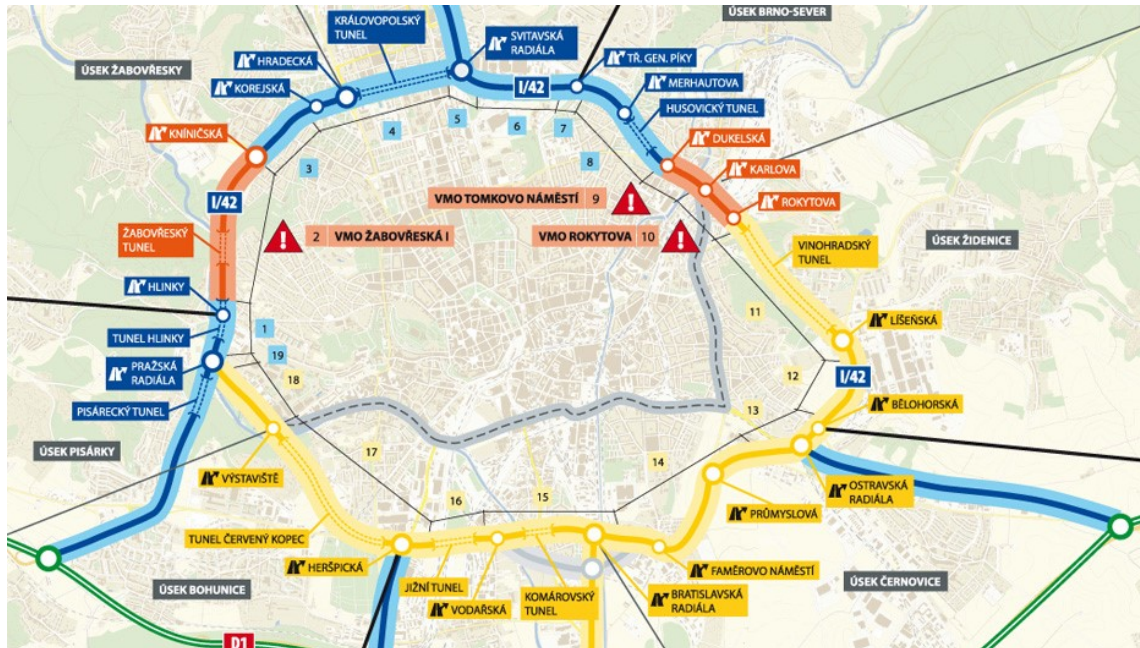 ÚSEK BRNO-SEVER
KRÁLOVOPOLSKÝ
TUNEL
SVITAVSKÁ
RADIÁLA
HRADECKÁ
TŘ. GEN. PÍKY
ÚSEK ŽABOVŘESKY
KOREJSKÁ
I/42
MERHAUTOVA
HUSOVICKÝ TUNEL
KNÍNIČSKÁ
4
5
6
7
DUKELSKÁ
3
8
KARLOVA
I/42
VMO TOMKOVO NÁMĚSTÍ 9
ROKYTOVA
ŽABOVŘESKÝ
TUNEL
2 VMO ŽABOVŘESKÁ I
VMO ROKYTOVA 10
VINOHRADSKÝ
TUNEL
ÚSEK ŽIDENICE
HLINKY
TUNEL HLINKY
1
11
LÍŠEŇSKÁ
19
PRAŽSKÁ
RADIÁLA
18
12
I/42
PISÁRECKÝ TUNEL
13
BĚLOHORSKÁ
ÚSEK PISÁRKY
17
14
VÝSTAVIŠTĚ
OSTRAVSKÁ
RADIÁLA
16
15
PRŮMYSLOVÁ
TUNEL ČERVENÝ KOPEC
HERŠPICKÁ
FAMĚROVO NÁMĚSTÍ
ÚSEK ČERNOVICE
ÚSEK BOHUNICE
JIŽNÍ TUNEL
KOMÁROVSKÝ
TUNEL
BRATISLAVSKÁ
RADIÁLA
VODAŘSKÁ
D1